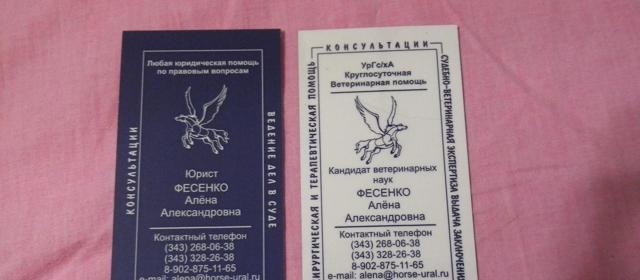 Любая юридическая помощь
по правовым вопросам
КОНСУЛЬТАЦИИ
ВЕДЕНИЕ ДЕЛ В СУДЕ
Юрист
ФЕСЕНКО
Алёна
Александровна
Контактный телефон
(343) 268-06-38
(343) 328-26-38
8-902-875-11-65
e-mail: alena@horse-ural.ru
КОНСУЛЬТАЦИИ
ХИРУРГИЧЕСКАЯ И ТЕРАПЕВТИЧЕСКАЯ ПОМОЩЬ
СУДЕБНО-ВЕТЕРИНАРНАЯ ЭКСПЕРТИЗА ВЫДАЧА ЗАКЛЮЧЕНИ
УрГс/хА
Круглосуточная
Ветеринарная помощь
Кандидат ветеринарных
наук
ФЕСЕНКО
Алёна
Александровна
Контактный телефон
(343) 268-06-38
(343) 328-26-38
8-902-875-11-65
e-mail: alena@horse-ural.ru